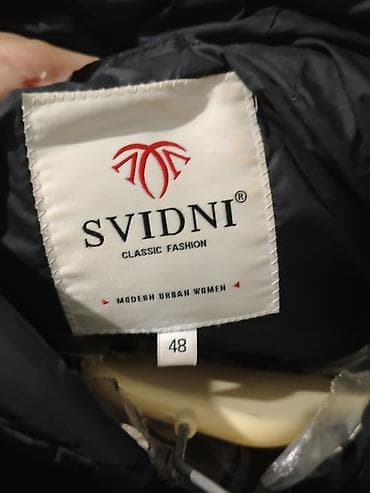 SVIDNI®
CLASSIC FASHION
MODERN URBAN WOMEN
48